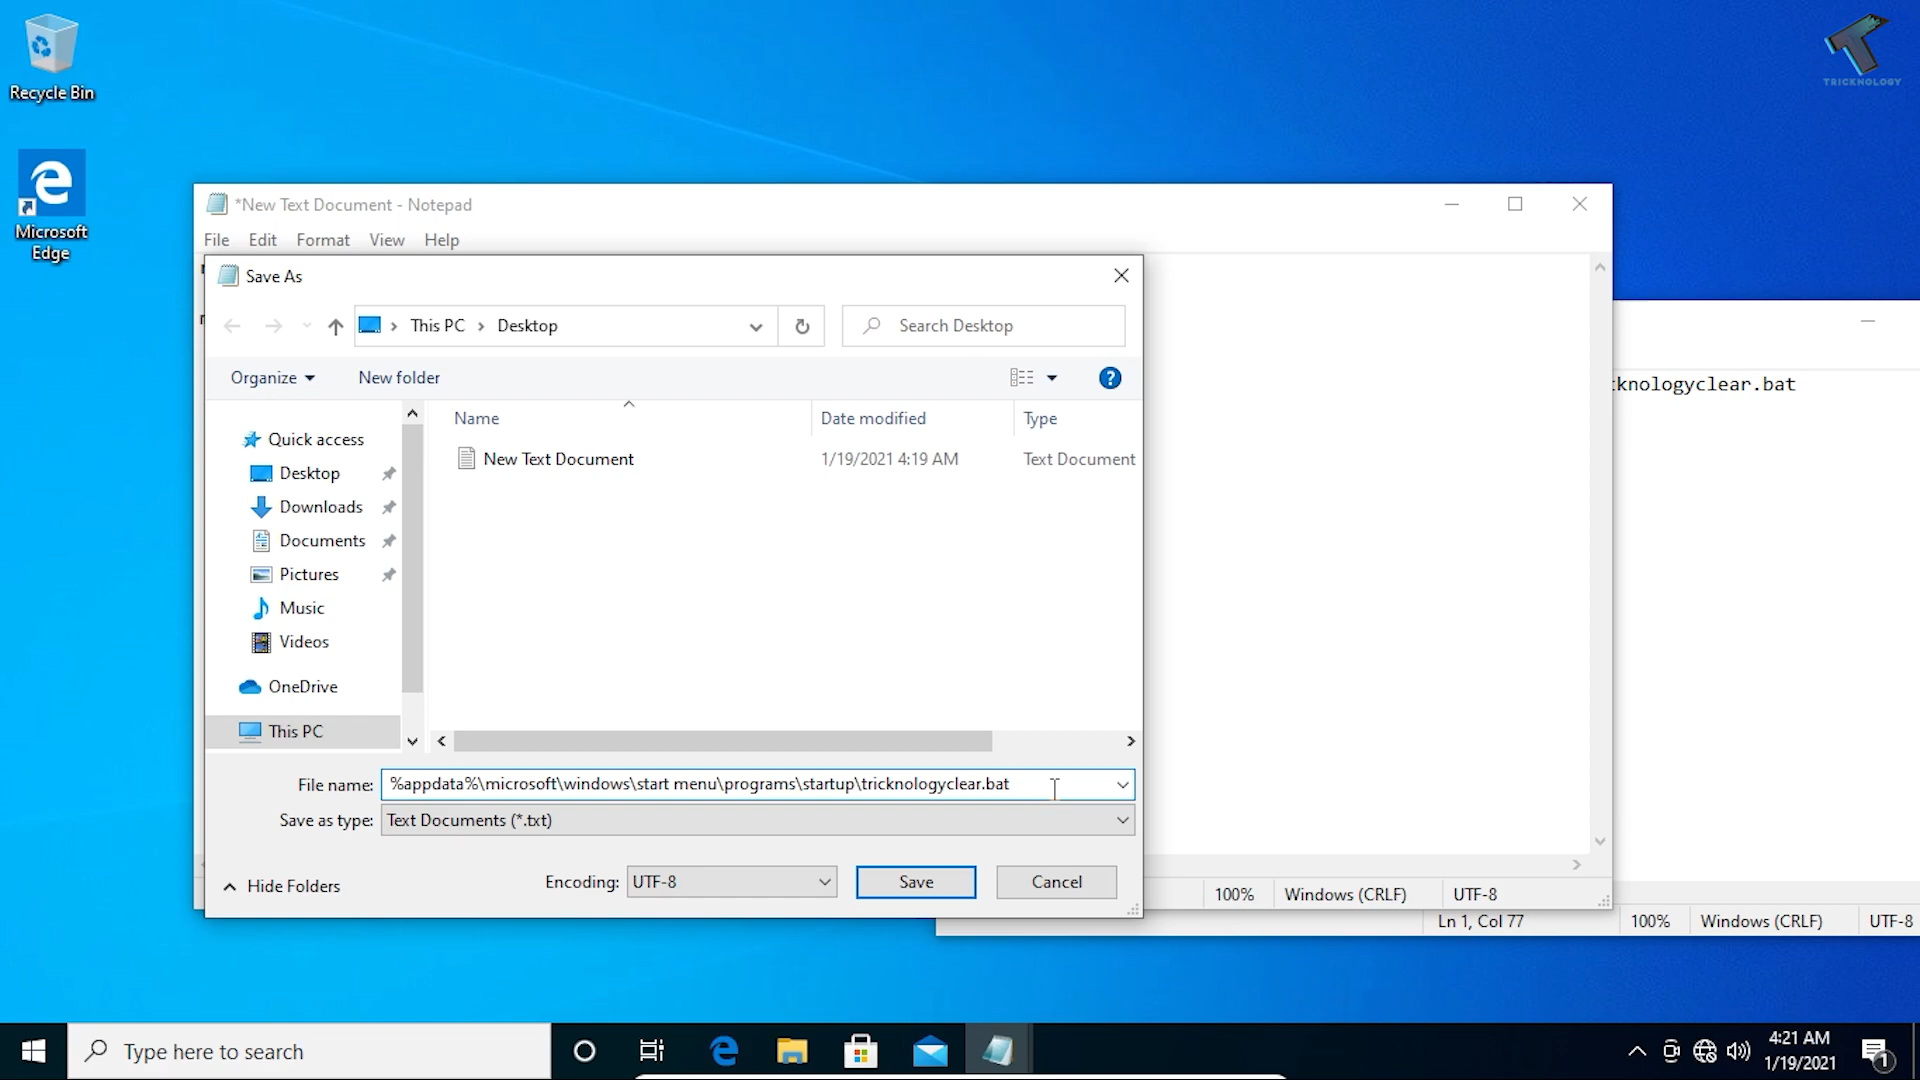 Recycle Bin
TRICKNOLOGY
Microsoft
Edge
*New Text Document - Notepad
File Edit Format View Help
Save As
This PC Desktop
Search Desktop
Organize New folder
knologyclear.bat
Name Date modified Type
Quick access
New Text Document 1/19/2021 4:19 AM Text Document
Desktop
Downloads
Documents
Pictures
Music
Videos
OneDrive
This PC
File name: %appdata%\microsoft\windows\start menu\programs\startup\tricknologyclear.bat
Save as type: Text Documents (*.txt)
Hide Folders Encoding: UTF-8 Save Cancel
100% Windows (CRLF) UTF-8
Ln 1, Col 77 100% Windows (CRLF) UTF-8
Type here to search
4:21 AM
1/19/2021
1